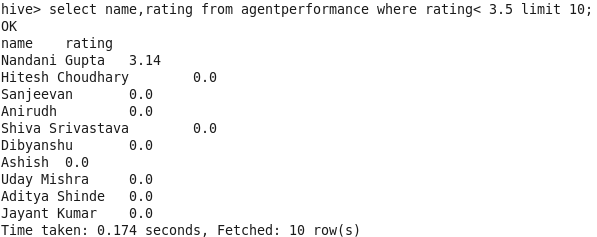 hive> select name,rating from agentperformance where rating< 3.5 limit 10;
OK
name    rating
Nandani Gupta   3.14
Hitesh Choudhary        0.0
Sanjeevan       0.0
Anirudh         0.0
Shiva Srivastava        0.0
Dibyanshu       0.0
Ashish  0.0
Uday Mishra     0.0
Aditya Shinde   0.0
Jayant Kumar    0.0
Time taken: 0.174 seconds, Fetched: 10 row(s)